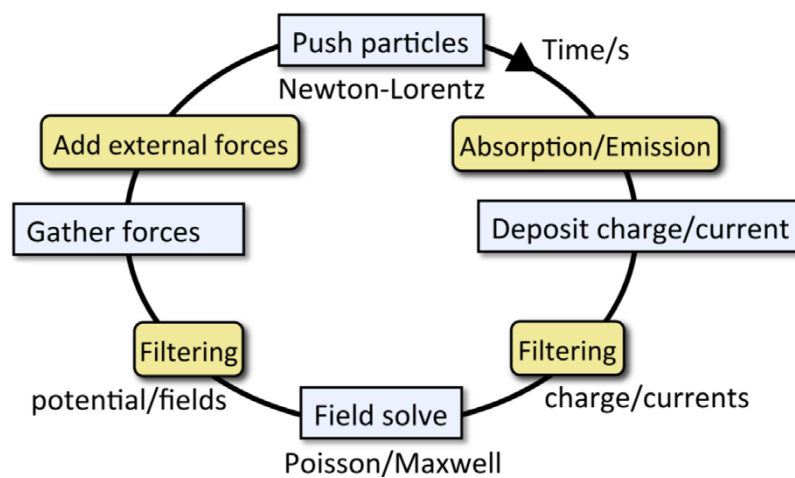 Push particles
Time/s
Newton-Lorentz
Add external forces
Absorption/Emission
Gather forces
Deposit charge/current
Filtering
Filtering
potential/fields
charge/currents
Field solve
Poisson/Maxwell